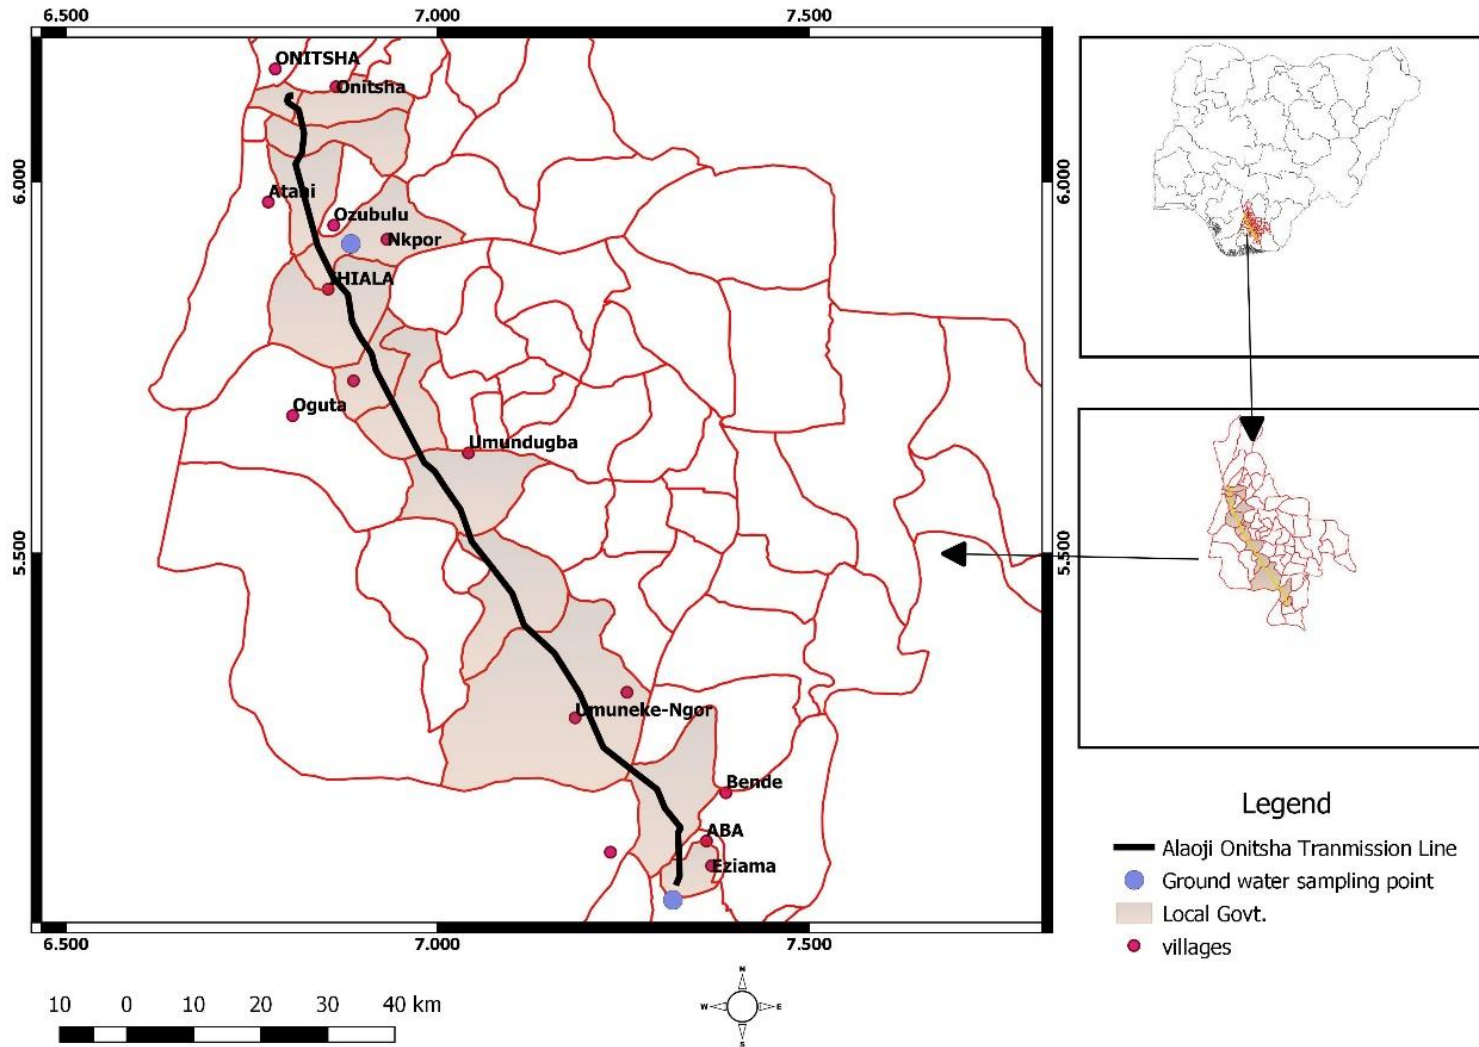 6.500 7.000 7.500
ONITSHA
Onitsha
6.000 6.000
Atani
Ozubulu
Nkpor
IHIALA
Oguta
Umundugba
5.500 5.500
Umuneke-Ngor
Bende
ABA
Eziama
6.500 7.000 7.500
Legend
Alaoji Onitsha Tranmission Line
Ground water sampling point
Local Govt.
villages
10 0 10 20 30 40 km
N
W E
S